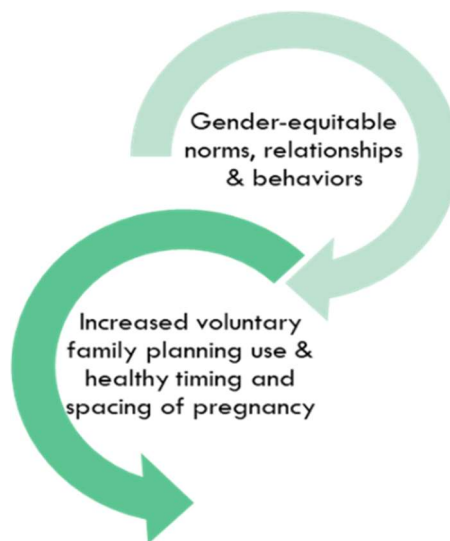 Gender-equitable
norms, relationships
& behaviors
Increased voluntary
family planning use &
healthy timing and
spacing of pregnancy